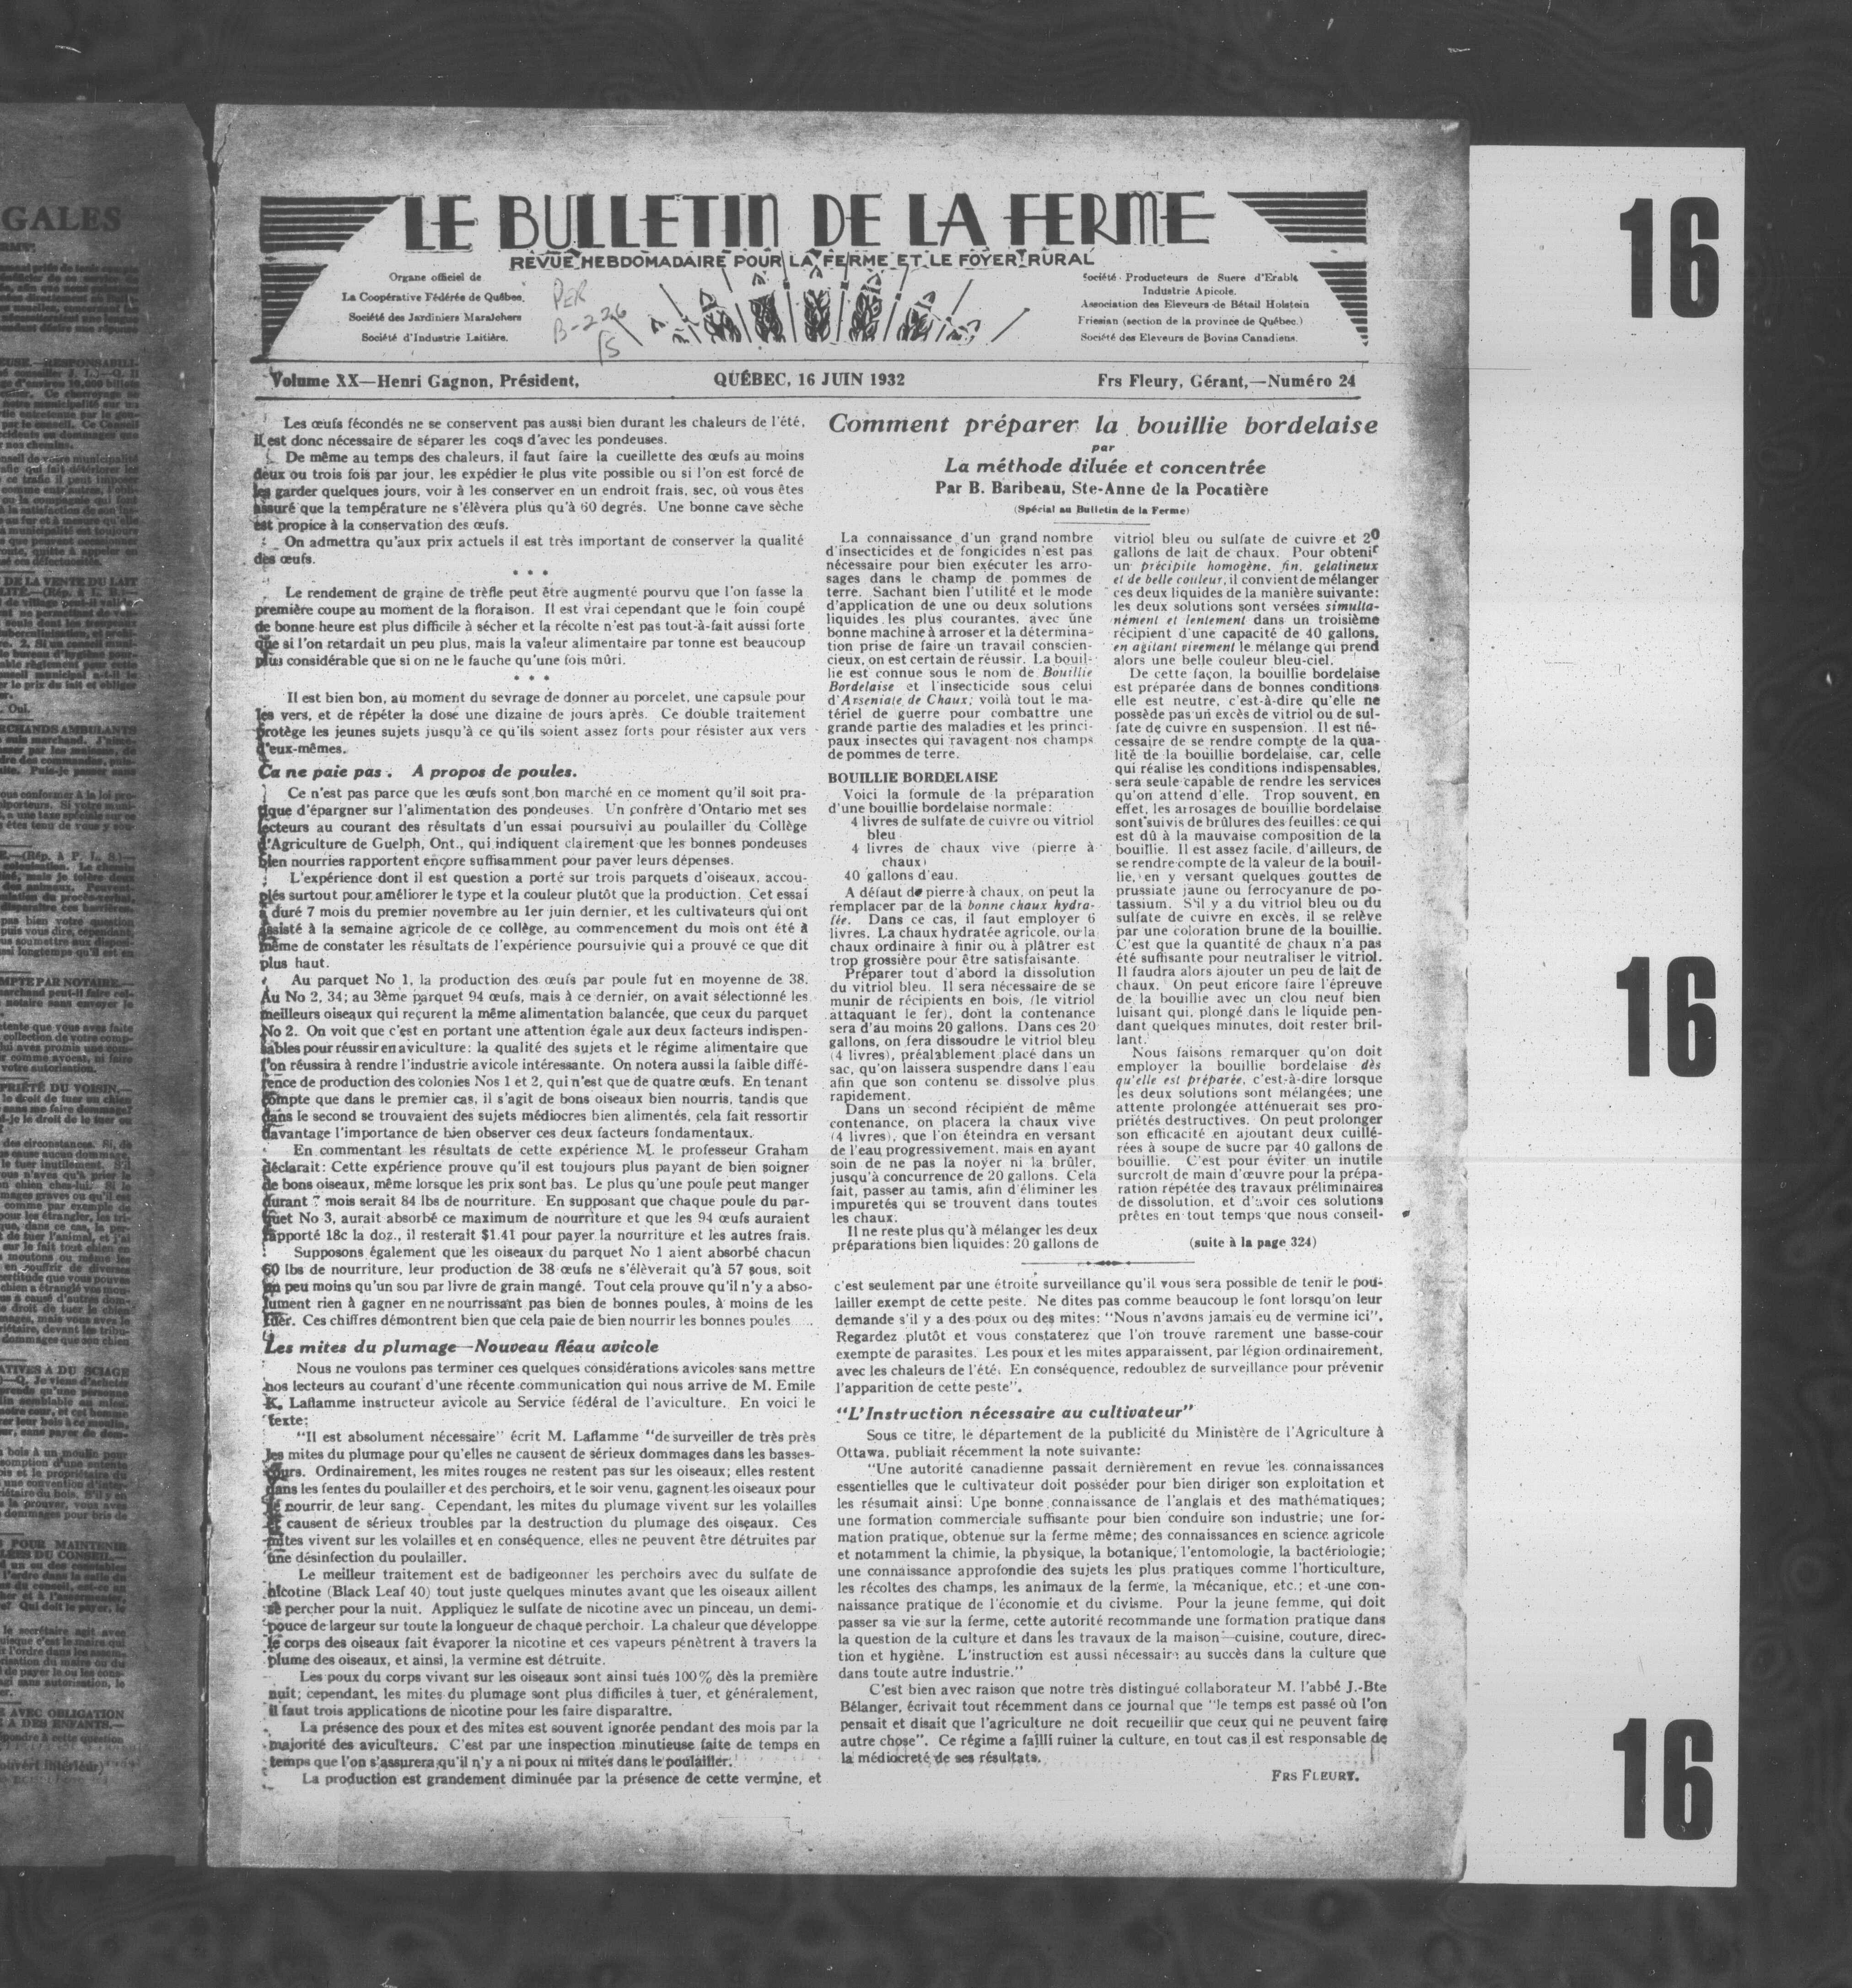 LE BULLETIN DE LA FERME
REVUE HEBDOMADAIRE POUR LA FERME ET LE FOYER RURAL
Organe officiel de
La Coopérative Fédérée de Québec.
Société des Jardiniers Maraîchers
Société d'Industrie Laitière.
PER
B-226
Société Producteurs de Sucre d'Erable
Industrie Apicole.
Association des Eleveurs de Bétail Holstein
Friesian (section de la province de Québec.)
Société des Eleveurs de Bovins Canadiens.
Volume XX—Henri Gagnon, Président,
QUÉBEC, 16 JUIN 1932
Frs Fleury, Gérant,—Numéro 24
Les œufs fécondés ne se conservent pas aussi bien durant les chaleurs de l'été,
il est donc nécessaire de séparer les coqs d'avec les pondeuses.
De même au temps des chaleurs, il faut faire la cueillette des œufs au moins
deux ou trois fois par jour, les expédier le plus vite possible ou si l'on est forcé de
les garder quelques jours, voir à les conserver en un endroit frais, sec, où vous êtes
assuré que la température ne s'élèvera plus qu'à 60 degrés. Une bonne cave sèche
est propice à la conservation des œufs.
On admettra qu'aux prix actuels il est très important de conserver la qualité
des œufs.
* * *
Le rendement de graine de trèfle peut être augmenté pourvu que l'on fasse la
première coupe au moment de la floraison. Il est vrai cependant que le foin coupé
de bonne heure est plus difficile à sécher et la récolte n'est pas tout-à-fait aussi forte
que si l'on retardait un peu plus, mais la valeur alimentaire par tonne est beaucoup
plus considérable que si on ne le fauche qu'une fois mûri.
* * *
Il est bien bon, au moment du sevrage de donner au porcelet, une capsule pour
les vers, et de répéter la dose une dizaine de jours après. Ce double traitement
protège les jeunes sujets jusqu'à ce qu'ils soient assez forts pour résister aux vers
d'eux-mêmes.
Ca ne paie pas. A propos de poules.
Ce n'est pas parce que les œufs sont bon marché en ce moment qu'il soit pra-
tique d'épargner sur l'alimentation des pondeuses. Un confrère d'Ontario met ses
lecteurs au courant des résultats d'un essai poursuivi au poulailler du Collège
d'Agriculture de Guelph, Ont., qui indiquent clairement que les bonnes pondeuses
bien nourries rapportent encore suffisamment pour payer leurs dépenses.
L'expérience dont il est question a porté sur trois parquets d'oiseaux, accou-
plés surtout pour améliorer le type et la couleur plutôt que la production. Cet essai
a duré 7 mois du premier novembre au 1er juin dernier, et les cultivateurs qui ont
assisté à la semaine agricole de ce collège, au commencement du mois ont été à
même de constater les résultats de l'expérience poursuivie qui a prouvé ce que dit
plus haut.
Au parquet No 1, la production des œufs par poule fut en moyenne de 38.
Au No 2, 34; au 3ème parquet 94 œufs, mais à ce dernier, on avait sélectionné les
meilleurs oiseaux qui reçurent la même alimentation balancée, que ceux du parquet
No 2. On voit que c'est en portant une attention égale aux deux facteurs indispen-
sables pour réussir en aviculture: la qualité des sujets et le régime alimentaire que
l'on réussira à rendre l'industrie avicole intéressante. On notera aussi la faible diffé-
rence de production des colonies Nos 1 et 2, qui n'est que de quatre œufs. En tenant
compte que dans le premier cas, il s'agit de bons oiseaux bien nourris, tandis que
dans le second se trouvaient des sujets médiocres bien alimentés, cela fait ressortir
davantage l'importance de bien observer ces deux facteurs fondamentaux.
En commentant les résultats de cette expérience M. le professeur Graham
déclarait: Cette expérience prouve qu'il est toujours plus payant de bien soigner
de bons oiseaux, même lorsque les prix sont bas. Le plus qu'une poule peut manger
durant 7 mois serait 84 lbs de nourriture. En supposant que chaque poule du par-
quet No 3, aurait absorbé ce maximum de nourriture et que les 94 œufs auraient
rapporté 18c la doz., il resterait $1.41 pour payer la nourriture et les autres frais.
Supposons également que les oiseaux du parquet No 1 aient absorbé chacun
60 lbs de nourriture, leur production de 38 œufs ne s'élèverait qu'à 57 sous, soit
un peu moins qu'un sou par livre de grain mangé. Tout cela prouve qu'il n'y a abso-
lument rien à gagner en ne nourrissant pas bien de bonnes poules, à moins de les
tuer. Ces chiffres démontrent bien que cela paie de bien nourrir les bonnes poules.....
Les mites du plumage—Nouveau fléau avicole
Nous ne voulons pas terminer ces quelques considérations avicoles sans mettre
nos lecteurs au courant d'une récente communication qui nous arrive de M. Emile
K. Laflamme instructeur avicole au Service fédéral de l'aviculture. En voici le
texte:
"Il est absolument nécessaire" écrit M. Laflamme "de surveiller de très près
les mites du plumage pour qu'elles ne causent de sérieux dommages dans les basses-
cours. Ordinairement, les mites rouges ne restent pas sur les oiseaux; elles restent
dans les fentes du poulailler et des perchoirs, et le soir venu, gagnent les oiseaux pour
se nourrir de leur sang. Cependant, les mites du plumage vivent sur les volailles
et causent de sérieux troubles par la destruction du plumage des oiseaux. Ces
mites vivent sur les volailles et en conséquence, elles ne peuvent être détruites par
une désinfection du poulailler.
Le meilleur traitement est de badigeonner les perchoirs avec du sulfate de
nicotine (Black Leaf 40) tout juste quelques minutes avant que les oiseaux aillent
se percher pour la nuit. Appliquez le sulfate de nicotine avec un pinceau, un demi-
pouce de largeur sur toute la longueur de chaque perchoir. La chaleur que développe
le corps des oiseaux fait évaporer la nicotine et ces vapeurs pénètrent à travers la
plume des oiseaux, et ainsi, la vermine est détruite.
Les poux du corps vivant sur les oiseaux sont ainsi tués 100% dès la première
nuit; cependant, les mites du plumage sont plus difficiles à tuer, et généralement,
il faut trois applications de nicotine pour les faire disparaître.
La présence des poux et des mites est souvent ignorée pendant des mois par la
majorité des aviculteurs. C'est par une inspection minutieuse faite de temps en
temps que l'on s'assurera qu'il n'y a ni poux ni mites dans le poulailler.
La production est grandement diminuée par la présence de cette vermine, et
Comment préparer la bouillie bordelaise
par
La méthode diluée et concentrée
Par B. Baribeau, Ste-Anne de la Pocatière
(Spécial au Bulletin de la Ferme)
La connaissance d'un grand nombre
d'insecticides et de fongicides n'est pas
nécessaire pour bien exécuter les arro-
sages dans le champ de pommes de
terre. Sachant bien l'utilité et le mode
d'application de une ou deux solutions
liquides les plus courantes, avec une
bonne machine à arroser et la détermina-
tion prise de faire un travail conscien-
cieux, on est certain de réussir. La bouil-
lie est connue sous le nom de Bouillie
Bordelaise et l'insecticide sous celui
d'Arseniate de Chaux; voilà tout le ma-
tériel de guerre pour combattre une
grande partie des maladies et les princi-
paux insectes qui ravagent nos champs
de pommes de terre.
BOUILLIE BORDELAISE
Voici la formule de la préparation
d'une bouillie bordelaise normale:
4 livres de sulfate de cuivre ou vitriol
bleu
4 livres de chaux vive (pierre à
chaux)
40 gallons d'eau.
A défaut de pierre à chaux, on peut la
remplacer par de la bonne chaux hydra-
tée. Dans ce cas, il faut employer 6
livres. La chaux hydratée agricole, ou la
chaux ordinaire à finir ou à plâtrer est
trop grossière pour être satisfaisante.
Préparer tout d'abord la dissolution
du vitriol bleu. Il sera nécessaire de se
munir de récipients en bois, (le vitriol
attaquant le fer), dont la contenance
sera d'au moins 20 gallons. Dans ces 20
gallons, on fera dissoudre le vitriol bleu
(4 livres), préalablement placé dans un
sac, qu'on laissera suspendre dans l'eau
afin que son contenu se dissolve plus
rapidement.
Dans un second récipient de même
contenance, on placera la chaux vive
(4 livres), que l'on éteindra en versant
de l'eau progressivement, mais en ayant
soin de ne pas la noyer ni la brûler,
jusqu'à concurrence de 20 gallons. Cela
fait, passer au tamis, afin d'éliminer les
impuretés qui se trouvent dans toutes
les chaux.
Il ne reste plus qu'à mélanger les deux
préparations bien liquides: 20 gallons de
vitriol bleu ou sulfate de cuivre et 20
gallons de lait de chaux. Pour obtenir
un précipite homogène, fin, gelatineux
et de belle couleur, il convient de mélanger
ces deux liquides de la manière suivante:
les deux solutions sont versées simulta-
nément et lentement dans un troisième
récipient d'une capacité de 40 gallons,
en agitant vivement le mélange qui prend
alors une belle couleur bleu-ciel.
De cette façon, la bouillie bordelaise
est préparée dans de bonnes conditions
elle est neutre, c'est-à-dire qu'elle ne
possède pas un excès de vitriol ou de sul-
fate de cuivre en suspension. Il est né-
cessaire de se rendre compte de la qua-
lité de la bouillie bordelaise, car, celle
qui réalise les conditions indispensables,
sera seule capable de rendre les services
qu'on attend d'elle. Trop souvent, en
effet, les arrosages de bouillie bordelaise
sont suivis de brûlures des feuilles: ce qui
est dû à la mauvaise composition de la
bouillie. Il est assez facile, d'ailleurs, de
se rendre compte de la valeur de la bouil-
lie, en y versant quelques gouttes de
prussiate jaune ou ferrocyanure de po-
tassium. S'il y a du vitriol bleu ou du
sulfate de cuivre en excès, il se relève
par une coloration brune de la bouillie.
C'est que la quantité de chaux n'a pas
été suffisante pour neutraliser le vitriol.
Il faudra alors ajouter un peu de lait de
chaux. On peut encore faire l'épreuve
de la bouillie avec un clou neuf bien
luisant qui, plongé dans le liquide pen-
dant quelques minutes, doit rester bril-
lant.
Nous faisons remarquer qu'on doit
employer la bouillie bordelaise dès
qu'elle est préparée, c'est-à-dire lorsque
les deux solutions sont mélangées; une
attente prolongée atténuerait ses pro-
priétés destructives. On peut prolonger
son efficacité en ajoutant deux cuillé-
rées à soupe de sucre par 40 gallons de
bouillie. C'est pour éviter un inutile
surcroît de main d'œuvre pour la prépa-
ration répétée des travaux préliminaires
de dissolution, et d'avoir ces solutions
prêtes en tout temps que nous conseil-
(suite à la page 324)
c'est seulement par une étroite surveillance qu'il vous sera possible de tenir le pou-
lailler exempt de cette peste. Ne dites pas comme beaucoup le font lorsqu'on leur
demande s'il y a des poux ou des mites: "Nous n'avons jamais eu de vermine ici".
Regardez plutôt et vous constaterez que l'on trouve rarement une basse-cour
exempte de parasites. Les poux et les mites apparaissent, par légion ordinairement,
avec les chaleurs de l'été. En conséquence, redoublez de surveillance pour prévenir
l'apparition de cette peste".
"L'Instruction nécessaire au cultivateur"
Sous ce titre, le département de la publicité du Ministère de l'Agriculture à
Ottawa, publiait récemment la note suivante:
"Une autorité canadienne passait dernièrement en revue les connaissances
essentielles que le cultivateur doit posséder pour bien diriger son exploitation et
les résumait ainsi: Une bonne connaissance de l'anglais et des mathématiques;
une formation commerciale suffisante pour bien conduire son industrie; une for-
mation pratique, obtenue sur la ferme même; des connaissances en science agricole
et notamment la chimie, la physique, la botanique, l'entomologie, la bactériologie;
une connaissance approfondie des sujets les plus pratiques comme l'horticulture,
les récoltes des champs, les animaux de la ferme, la mécanique, etc.; et une con-
naissance pratique de l'économie et du civisme. Pour la jeune femme, qui doit
passer sa vie sur la ferme, cette autorité recommande une formation pratique dans
la question de la culture et dans les travaux de la maison—cuisine, couture, direc-
tion et hygiène. L'instruction est aussi nécessaire au succès dans la culture que
dans toute autre industrie."
C'est bien avec raison que notre très distingué collaborateur M. l'abbé J.-Bte
Bélanger, écrivait tout récemment dans ce journal que "le temps est passé où l'on
pensait et disait que l'agriculture ne doit recueillir que ceux qui ne peuvent faire
autre chose". Ce régime a failli ruiner la culture, en tout cas il est responsable de
la médiocreté de ses résultats.
FRS FLEURY.
16
16
16
GALES